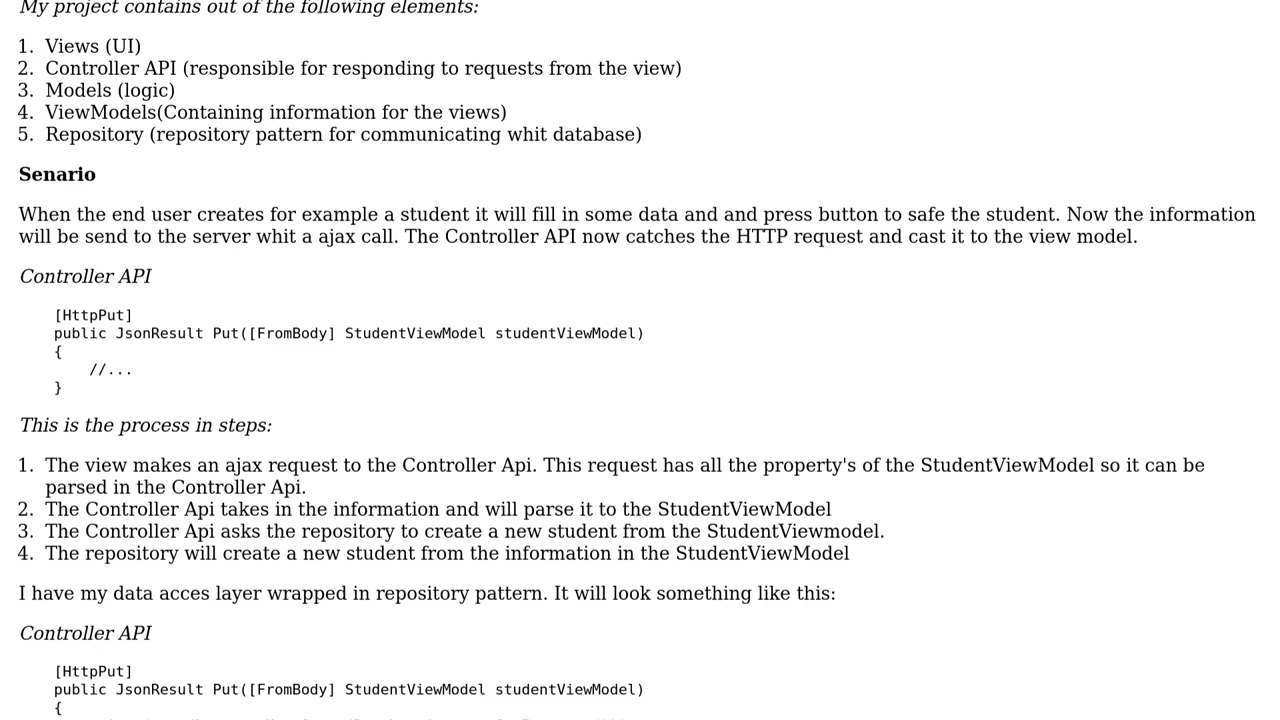 My project contains out of the following elements:
1. Views (UI)
2. Controller API (responsible for responding to requests from the view)
3. Models (logic)
4. ViewModels(Containing information for the views)
5. Repository (repository pattern for communicating whit database)
Senario
When the end user creates for example a student it will fill in some data and and press button to safe the student. Now the information
will be send to the server whit a ajax call. The Controller API now catches the HTTP request and cast it to the view model.
Controller API
[HttpPut]
public JsonResult Put([FromBody] StudentViewModel studentViewModel)
{
//...
}
This is the process in steps:
1. The view makes an ajax request to the Controller Api. This request has all the property's of the StudentViewModel so it can be
parsed in the Controller Api.
2. The Controller Api takes in the information and will parse it to the StudentViewModel
3. The Controller Api asks the repository to create a new student from the StudentViewmodel.
4. The repository will create a new student from the information in the StudentViewModel
I have my data acces layer wrapped in repository pattern. It will look something like this:
Controller API
[HttpPut]
public JsonResult Put([FromBody] StudentViewModel studentViewModel)
{